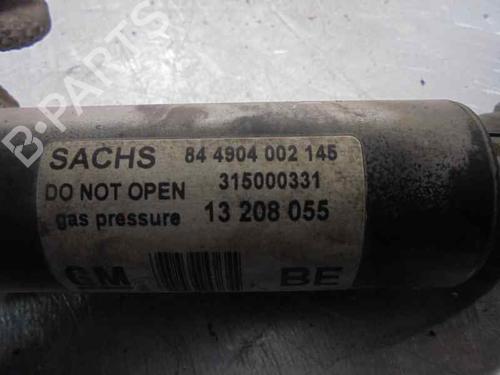 B-PARTS
SACHS 84 4904 002 145
DO NOT OPEN 315000331
gas pressure 13 208 055
GM BE